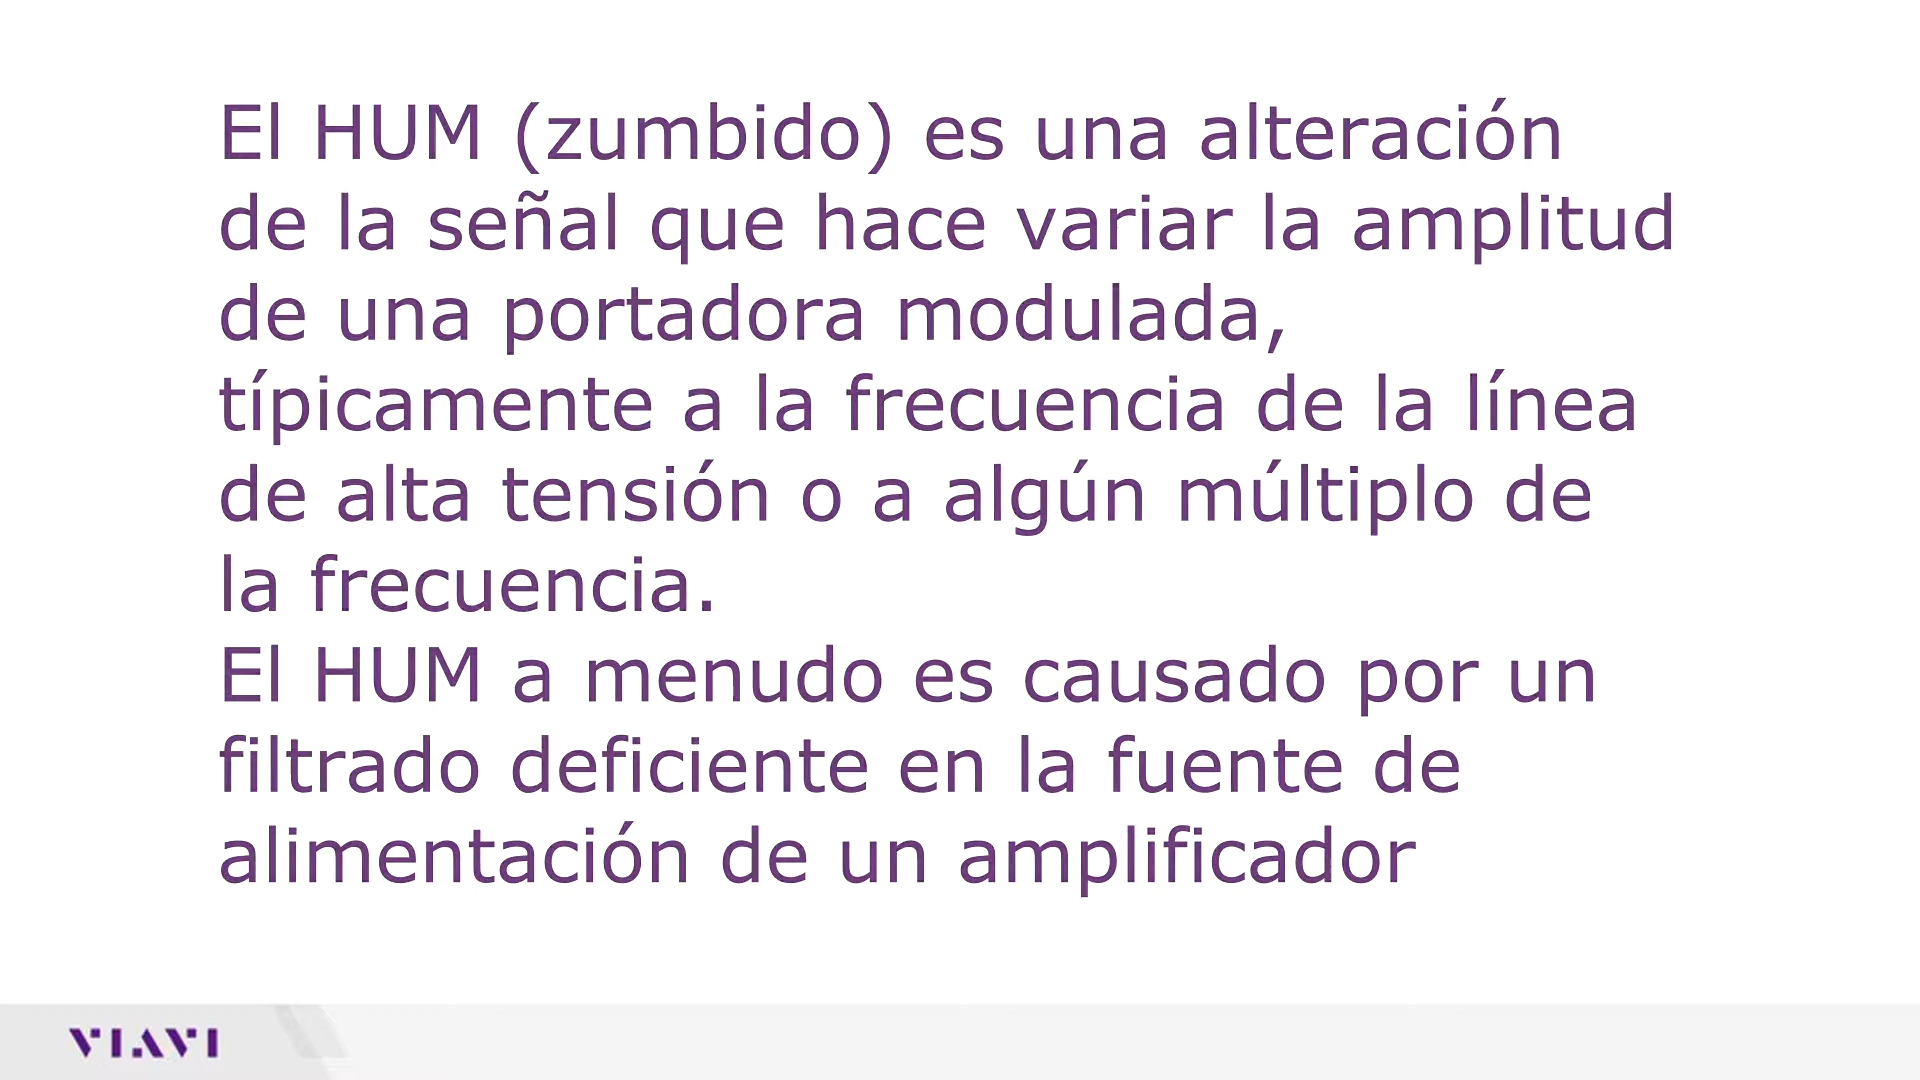 El HUM (zumbido) es una alteración
de la señal que hace variar la amplitud
de una portadora modulada,
típicamente a la frecuencia de la línea
de alta tensión o a algún múltiplo de
la frecuencia.
El HUM a menudo es causado por un
filtrado deficiente en la fuente de
alimentación de un amplificador
VIAVI